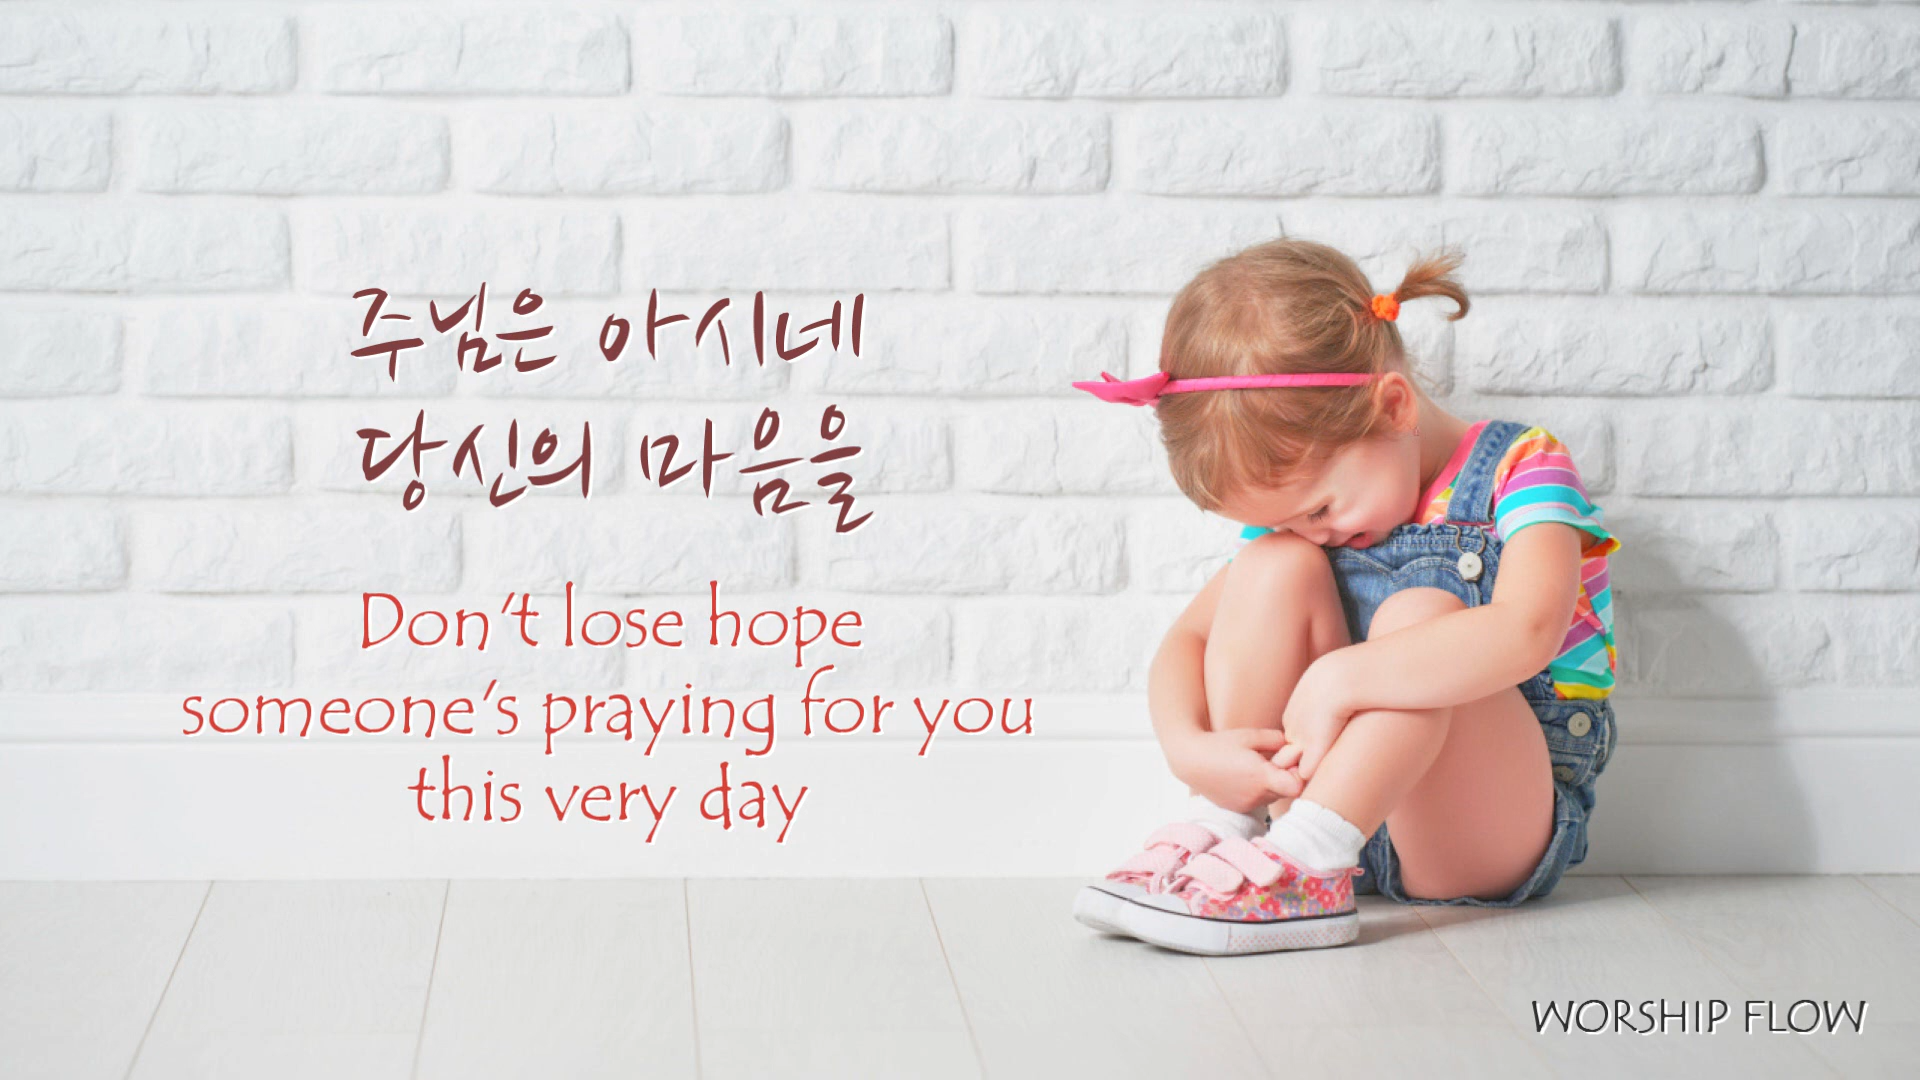 주님은 아시네
당신의 마음을
Don't lose hope
someone's praying for you
this very day
WORSHIP FLOW